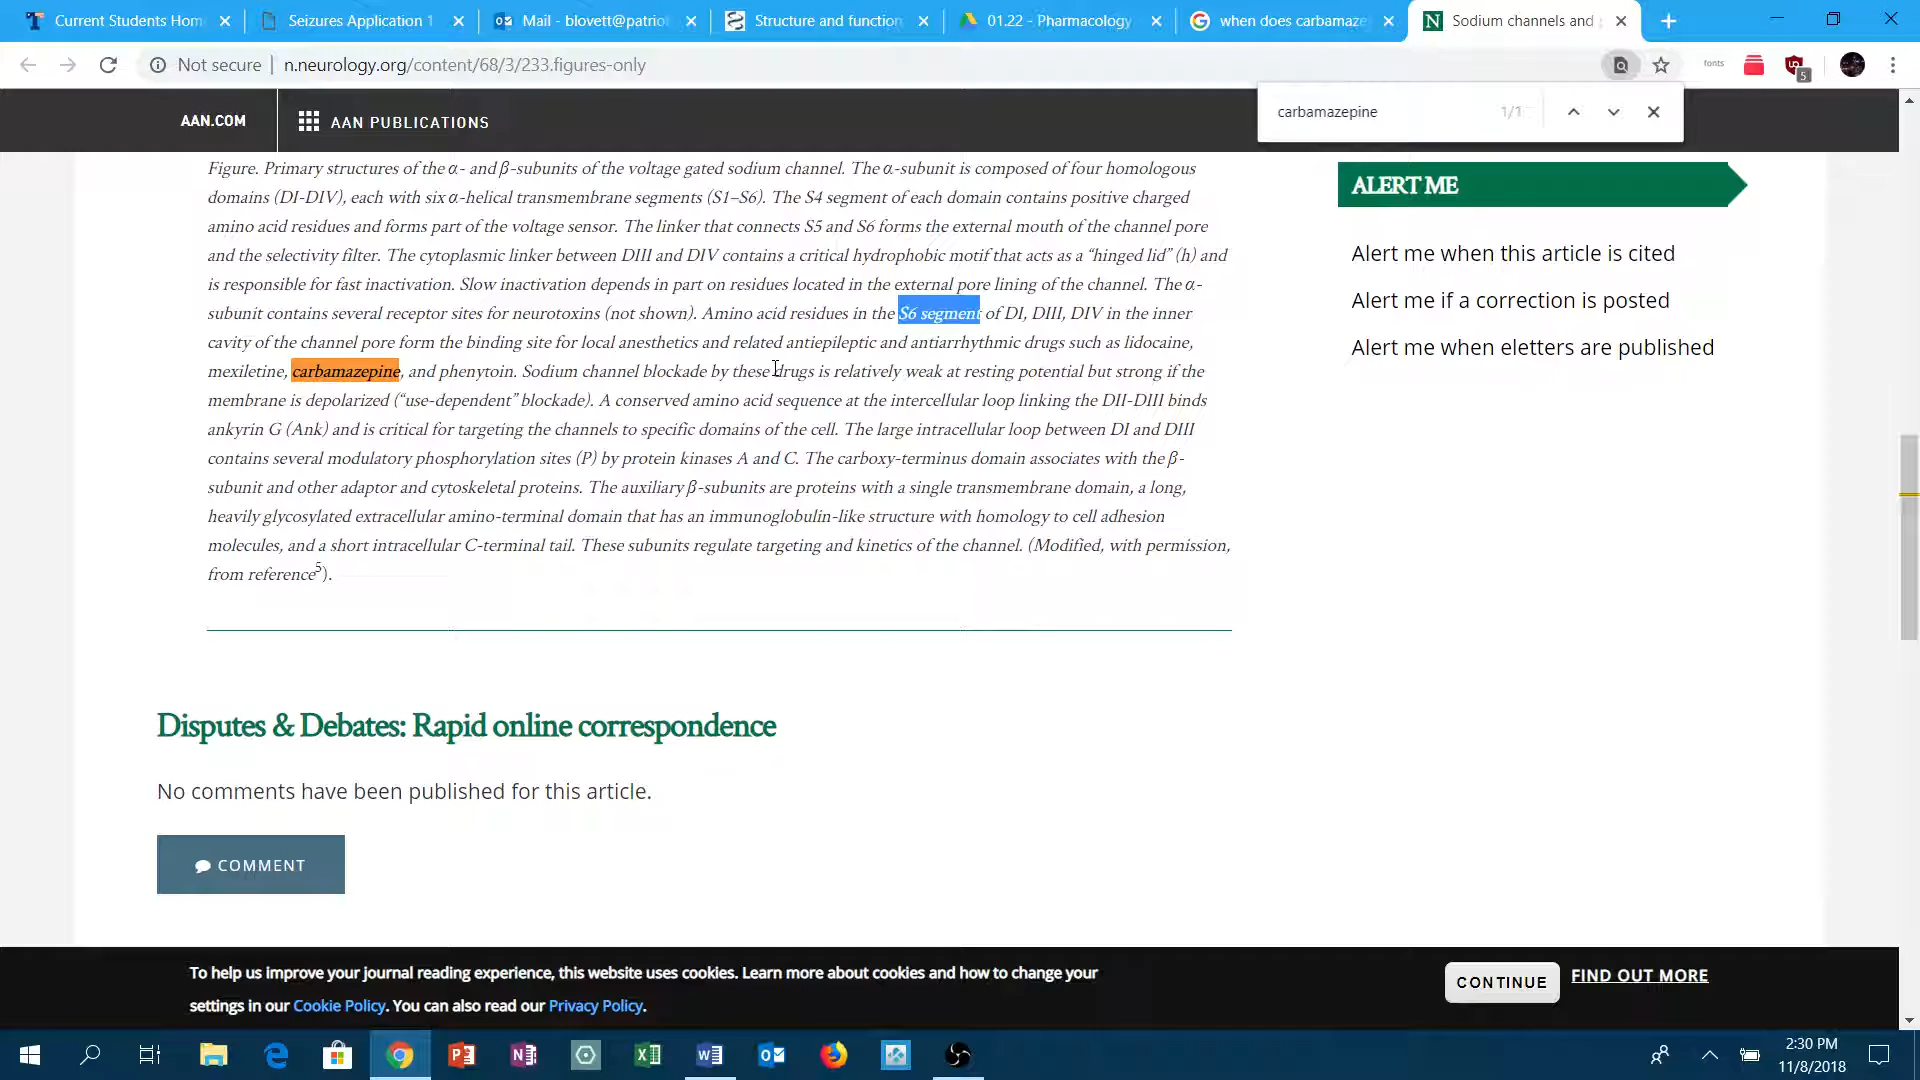 Current Students Hom
Seizures Application 1
Mail - blovett@patrio
Structure and function
01.22 - Pharmacology
when does carbamaze
Sodium channels and
Not secure | n.neurology.org/content/68/3/233.figures-only
fonts
5
carbamazepine 1/1
AAN.COM
AAN PUBLICATIONS
Figure. Primary structures of the α- and β-subunits of the voltage gated sodium channel. The α-subunit is composed of four homologous
domains (DI-DIV), each with six α-helical transmembrane segments (S1–S6). The S4 segment of each domain contains positive charged
amino acid residues and forms part of the voltage sensor. The linker that connects S5 and S6 forms the external mouth of the channel pore
and the selectivity filter. The cytoplasmic linker between DIII and DIV contains a critical hydrophobic motif that acts as a “hinged lid” (h) and
is responsible for fast inactivation. Slow inactivation depends in part on residues located in the external pore lining of the channel. The α-
subunit contains several receptor sites for neurotoxins (not shown). Amino acid residues in the S6 segment of DI, DIII, DIV in the inner
cavity of the channel pore form the binding site for local anesthetics and related antiepileptic and antiarrhythmic drugs such as lidocaine,
mexiletine, carbamazepine, and phenytoin. Sodium channel blockade by these drugs is relatively weak at resting potential but strong if the
membrane is depolarized (“use-dependent” blockade). A conserved amino acid sequence at the intercellular loop linking the DII-DIII binds
ankyrin G (Ank) and is critical for targeting the channels to specific domains of the cell. The large intracellular loop between DI and DIII
contains several modulatory phosphorylation sites (P) by protein kinases A and C. The carboxy-terminus domain associates with the β-
subunit and other adaptor and cytoskeletal proteins. The auxiliary β-subunits are proteins with a single transmembrane domain, a long,
heavily glycosylated extracellular amino-terminal domain that has an immunoglobulin-like structure with homology to cell adhesion
molecules, and a short intracellular C-terminal tail. These subunits regulate targeting and kinetics of the channel. (Modified, with permission,
from reference5).
ALERT ME
Alert me when this article is cited
Alert me if a correction is posted
Alert me when eletters are published
Disputes & Debates: Rapid online correspondence
No comments have been published for this article.
COMMENT
To help us improve your journal reading experience, this website uses cookies. Learn more about cookies and how to change your
settings in our Cookie Policy. You can also read our Privacy Policy.
CONTINUE
FIND OUT MORE
2:30 PM
11/8/2018